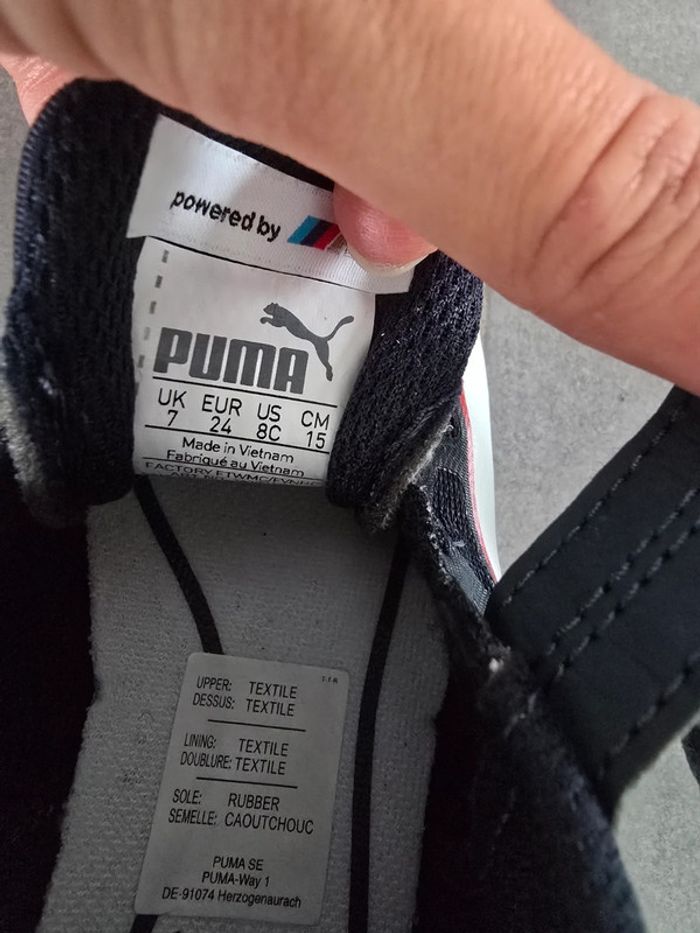 powered by
PUMA
UK EUR US CM
7 24 8C 15
Made in Vietnam
Fabriqué au Vietnam
UPPER: TEXTILE
DESSUS: TEXTILE
LINING: TEXTILE
DOUBLURE: TEXTILE
SOLE: RUBBER
SEMELLE: CAOUTCHOUC
PUMA SE
PUMA-Way 1
DE-91074 Herzogenaurach